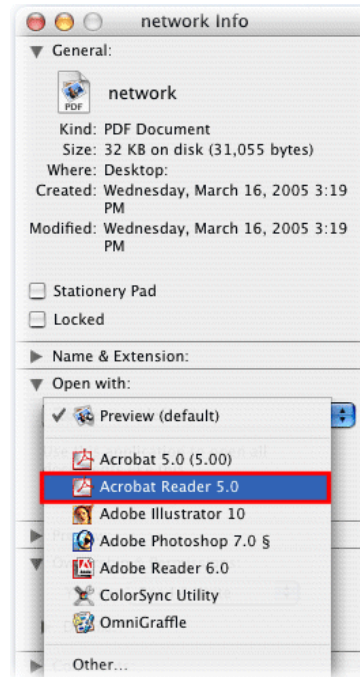 network Info
General:
network
PDF
Kind: PDF Document
Size: 32 KB on disk (31,055 bytes)
Where: Desktop:
Created: Wednesday, March 16, 2005 3:19
PM
Modified: Wednesday, March 16, 2005 3:19
PM
Stationery Pad
Locked
Name & Extension:
Open with:
Preview (default)
Acrobat 5.0 (5.00)
Acrobat Reader 5.0
Adobe Illustrator 10
Adobe Photoshop 7.0 §
Adobe Reader 6.0
ColorSync Utility
OmniGraffle
Other...